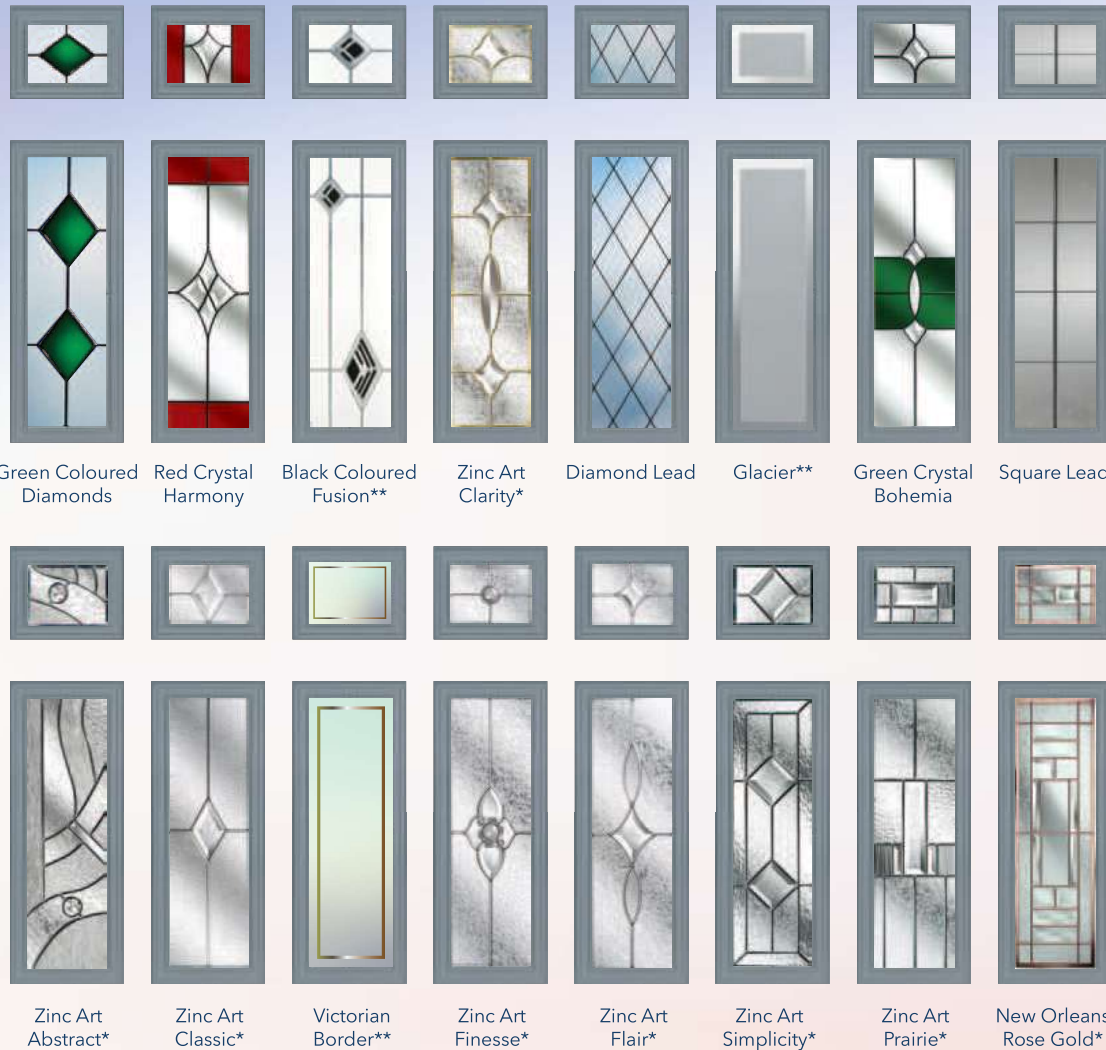 Green Coloured
Diamonds
Red Crystal
Harmony
Black Coloured
Fusion**
Zinc Art
Clarity*
Diamond Lead
Glacier**
Green Crystal
Bohemia
Square Lead
Zinc Art
Abstract*
Zinc Art
Classic*
Victorian
Border**
Zinc Art
Finesse*
Zinc Art
Flair*
Zinc Art
Simplicity*
Zinc Art
Prairie*
New Orleans
Rose Gold*